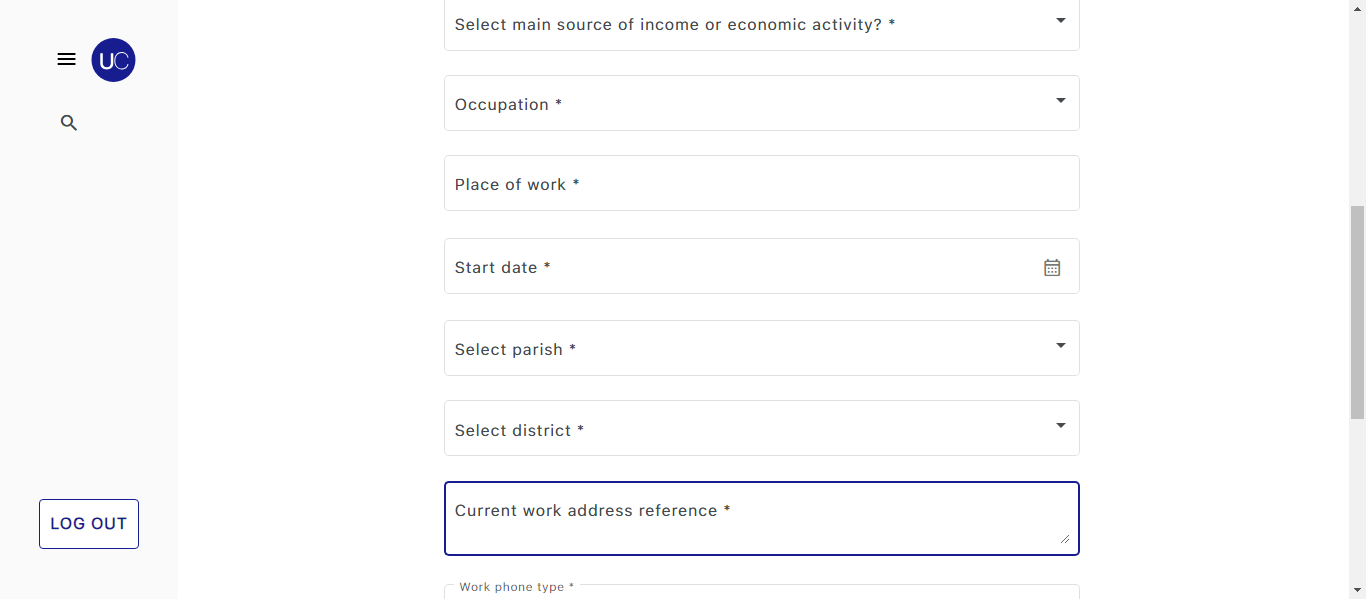 UC
Select main source of income or economic activity? *
Occupation *
Place of work *
Start date *
Select parish *
Select district *
Current work address reference *
LOG OUT
Work phone type *